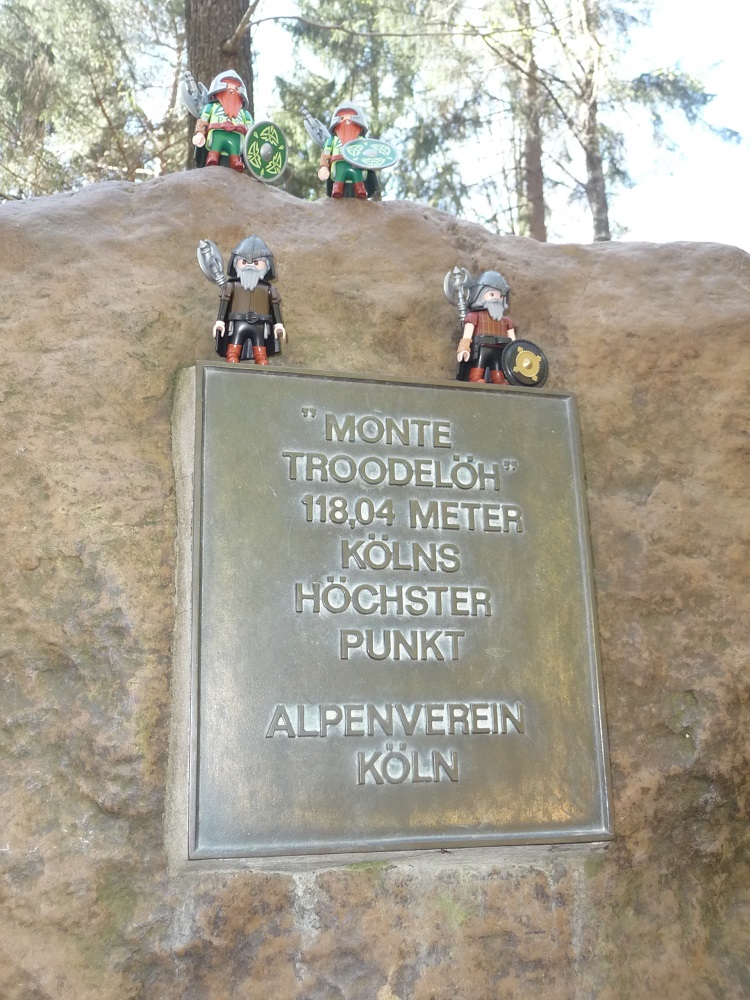 "MONTE
TROODELÖH"
118,04 METER
KÖLNS
HÖCHSTER
PUNKT
ALPENVEREIN
KÖLN